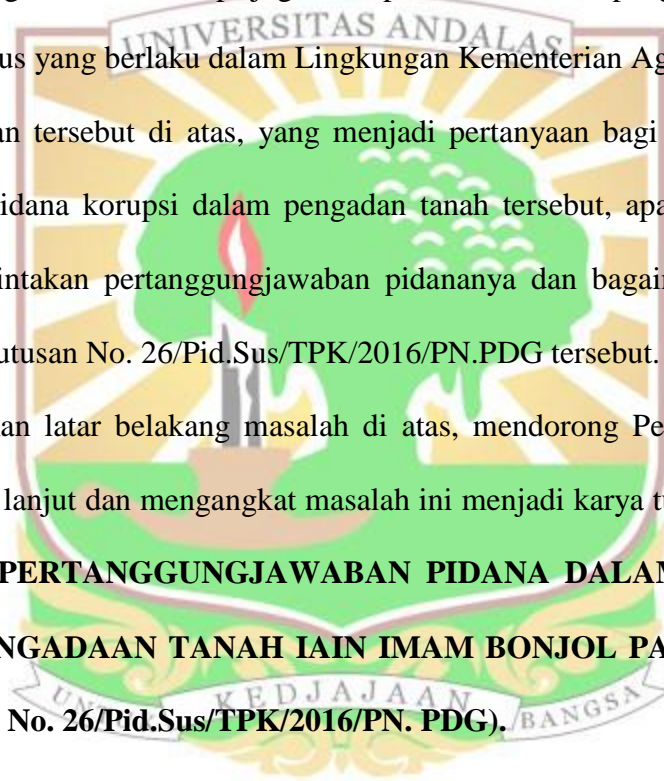 UNIVERSITAS ANDALAS
us yang berlaku dalam Lingkungan Kementerian Ag
an tersebut di atas, yang menjadi pertanyaan bagi
idana korupsi dalam pengadan tanah tersebut, apa
intakan pertanggungjawaban pidananya dan bagain
utusan No. 26/Pid.Sus/TPK/2016/PN.PDG tersebut.
an latar belakang masalah di atas, mendorong Pe
lanjut dan mengangkat masalah ini menjadi karya tu
PERTANGGUNGJAWABAN PIDANA DALAM
NGADAAN TANAH IAIN IMAM BONJOL PA
UNTUK KEDJAJAAN BANGSA
No. 26/Pid.Sus/TPK/2016/PN. PDG).